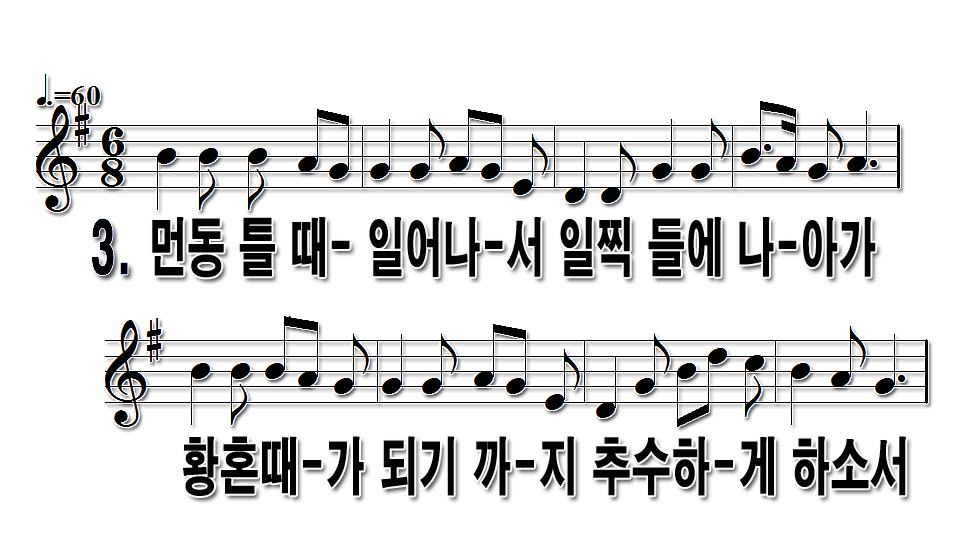 ♩.=60
6
8
3. 먼동 틀 때- 일어나-서 일찍 들에 나-아가
황혼때-가 되기 까-지 추수하-게 하소서